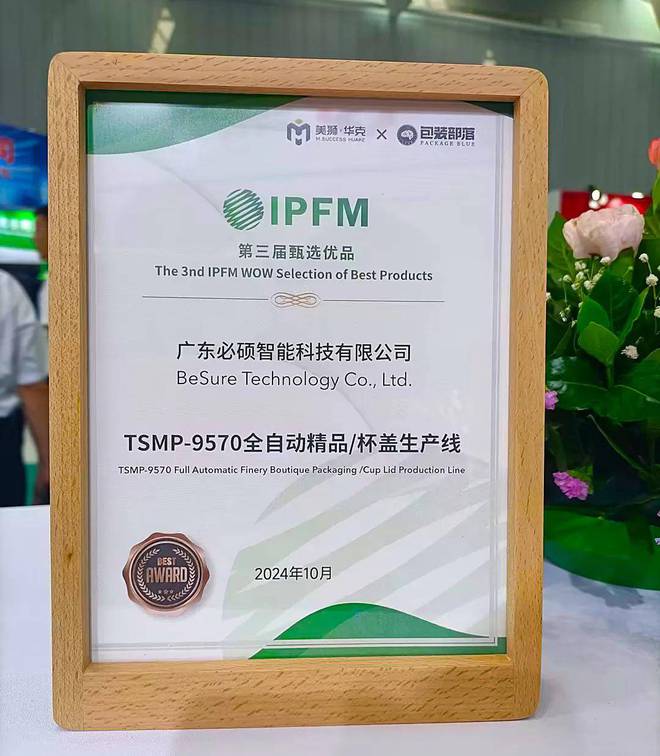 美狮·华克 × 包装部落
M.SUCCESS HUAKE PACKAGE BLUE
IPFM
第三届甄选优品
The 3nd IPFM WOW Selection of Best Products
广东必硕智能科技有限公司
BeSure Technology Co., Ltd.
TSMP-9570全自动精品/杯盖生产线
TSMP-9570 Full Automatic Finery Boutique Packaging /Cup Lid Production Line
BEST
AWARD
2024年10月